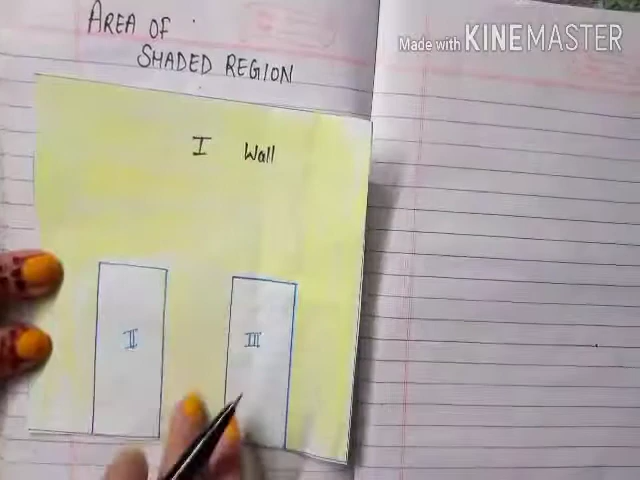 AREA OF
SHADED REGION
Made with KINEMASTER
I Wall
II
III